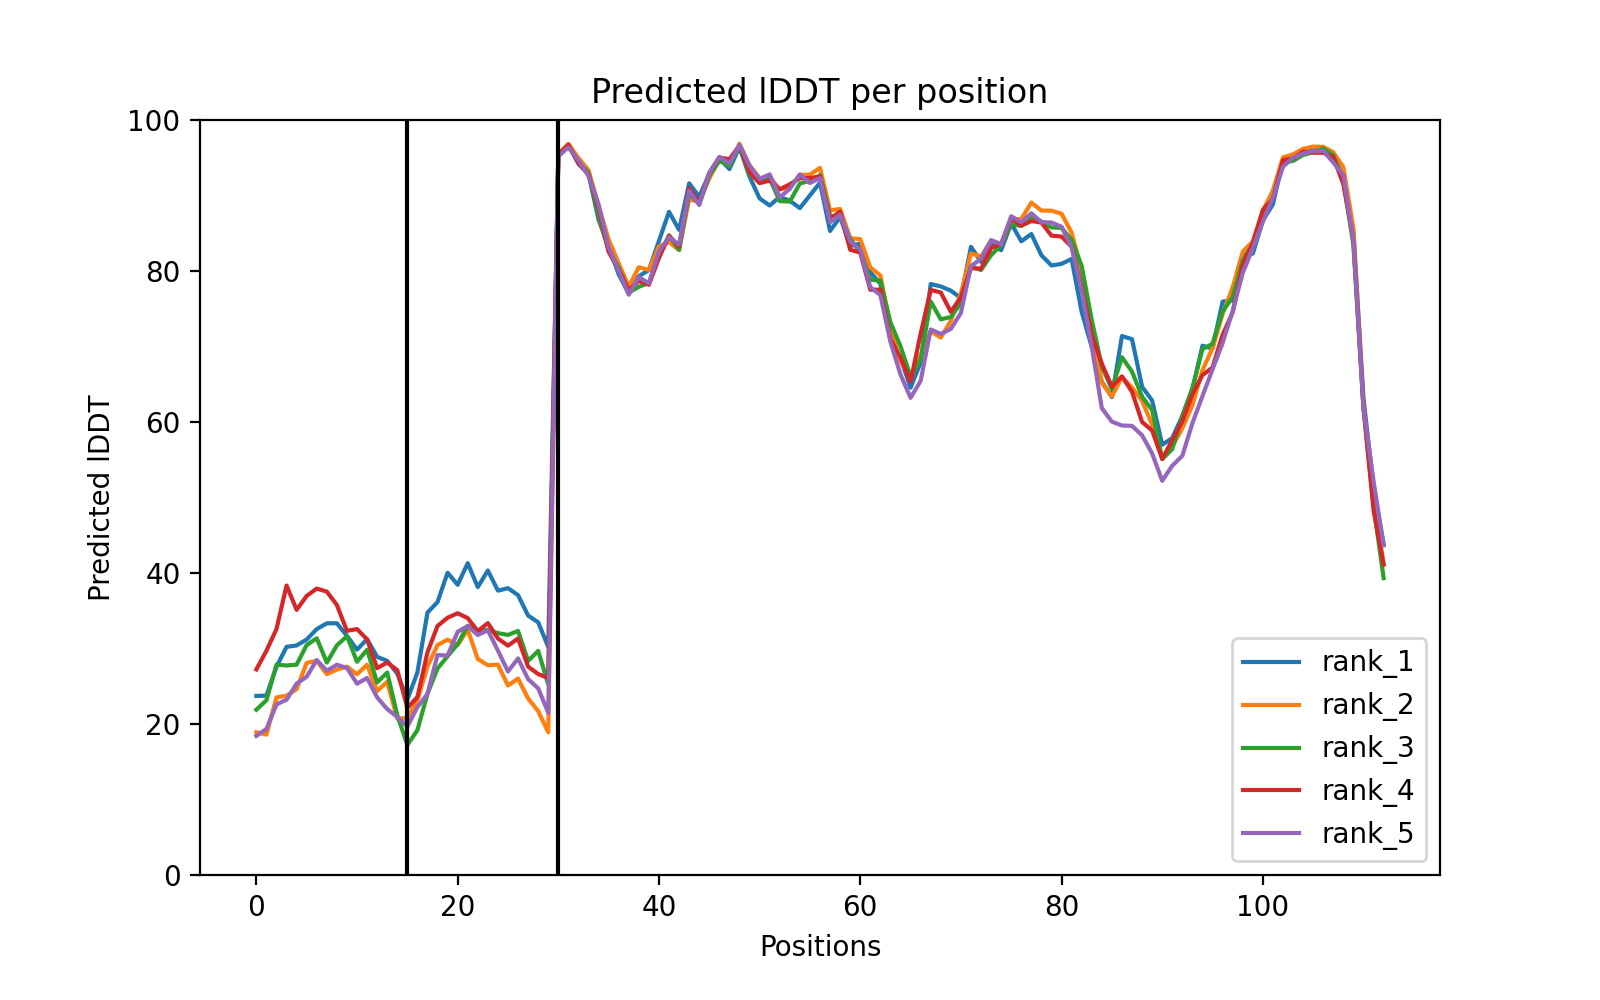 Predicted lDDT per position
100
80
60
40
20
0
Predicted lDDT
0 20 40 60 80 100
Positions
rank_1
rank_2
rank_3
rank_4
rank_5